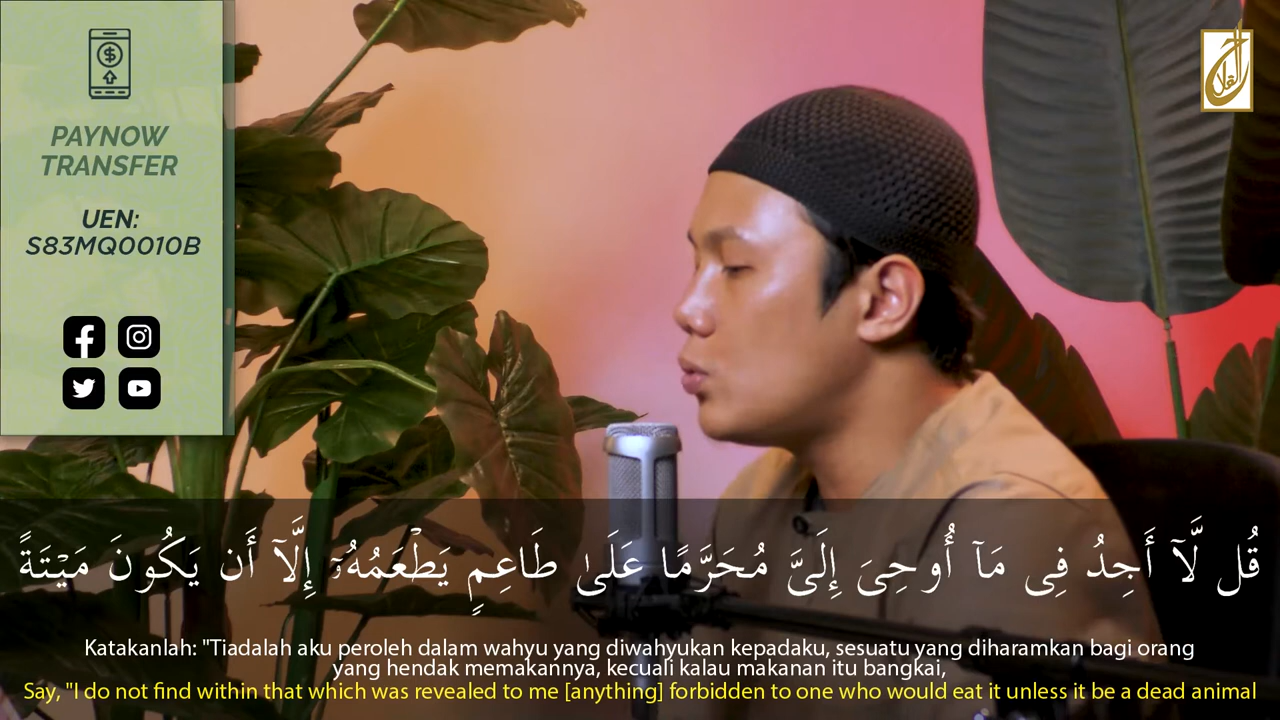 PAYNOW
TRANSFER
UEN:
S83MQ0010B
قُل لَّآ أَجِدُ فِى مَآ أُوحِىَ إِلَىَّ مُحَرَّمًا عَلَىٰ طَاعِمٍ يَطْعَمُهُۥٓ إِلَّآ أَن يَكُونَ مَيْتَةً
Katakanlah: "Tiadalah aku peroleh dalam wahyu yang diwahyukan kepadaku, sesuatu yang diharamkan bagi orang
yang hendak memakannya, kecuali kalau makanan itu bangkai,
Say, "I do not find within that which was revealed to me [anything] forbidden to one who would eat it unless it be a dead animal